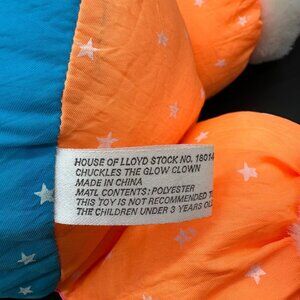 HOUSE OF LLOYD STOCK NO. 18014
CHUCKLES THE GLOW CLOWN
MADE IN CHINA
MATL CONTENTS: POLYESTER
THIS TOY IS NOT RECOMMENDED
THE CHILDREN UNDER 3 YEARS